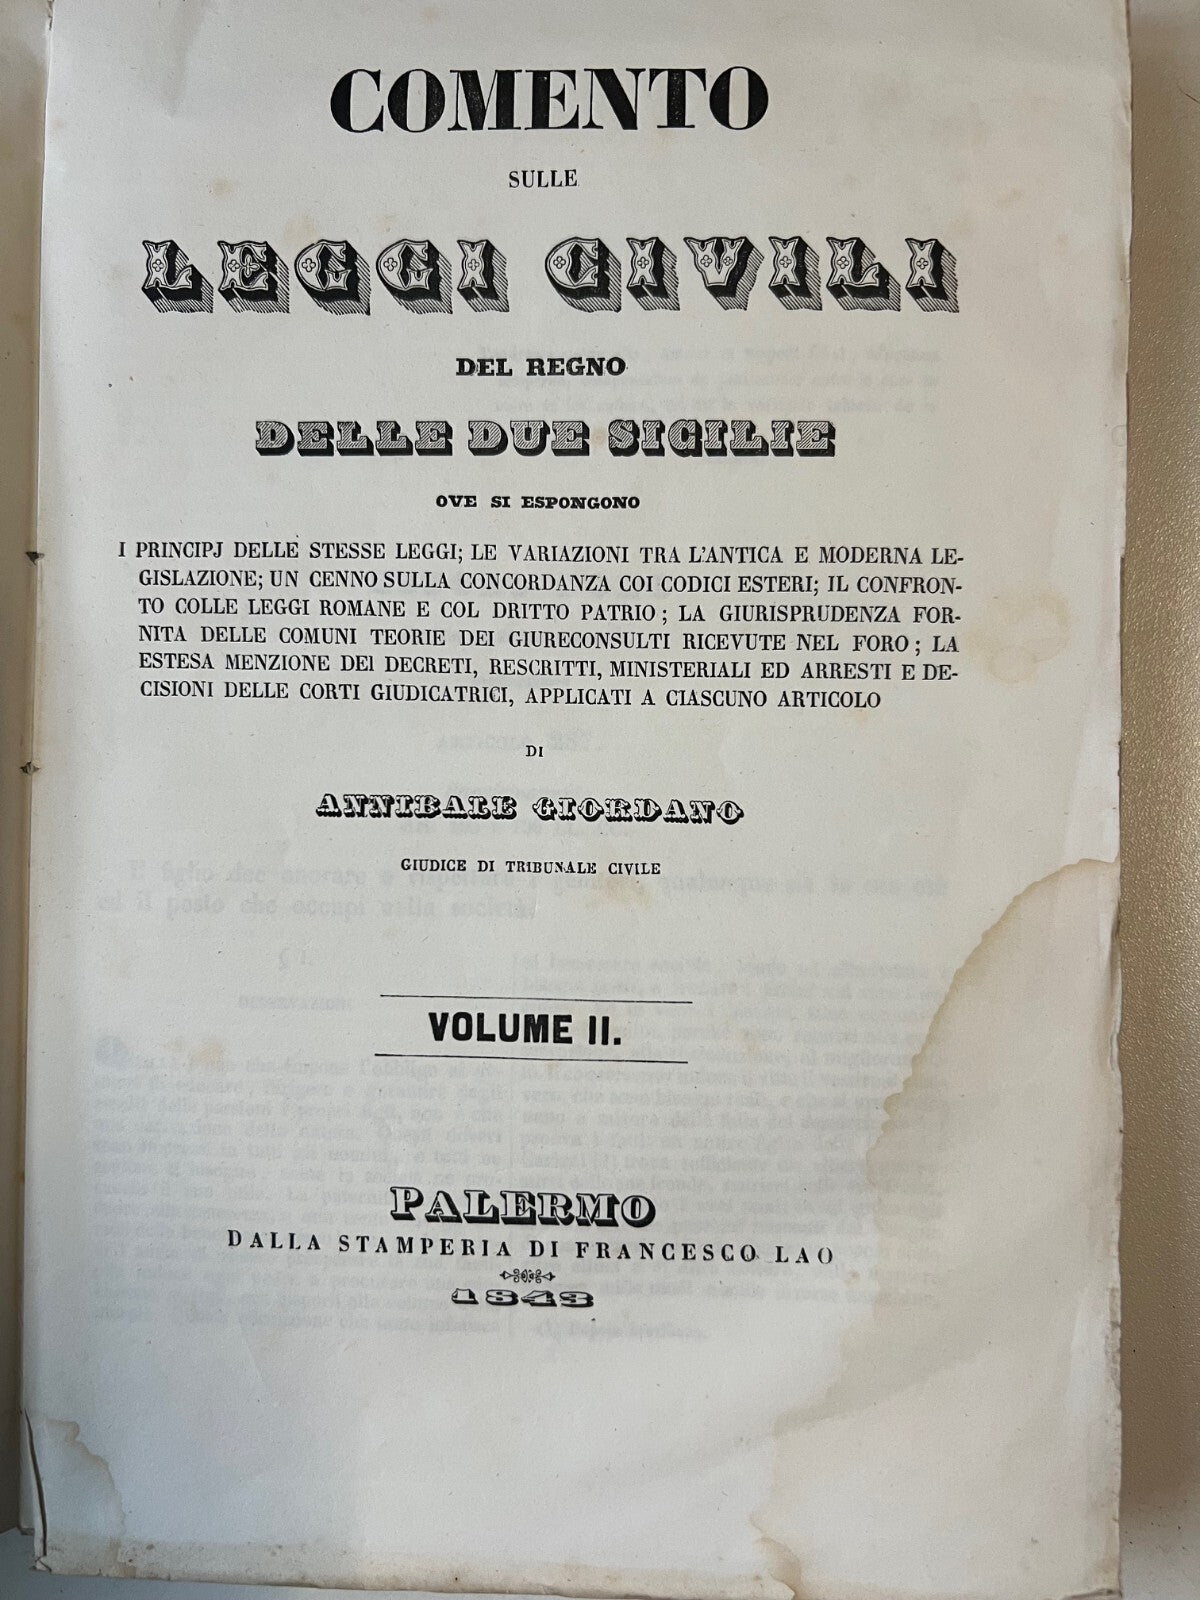 COMENTO
SULLE
LEGGI CIVILI
DEL REGNO
DELLE DUE SICILIE
OVE SI ESPONGONO
I PRINCIPJ DELLE STESSE LEGGI; LE VARIAZIONI TRA L'ANTICA E MODERNA LE-
GISLAZIONE; UN CENNO SULLA CONCORDANZA COI CODICI ESTERI; IL CONFRON-
TO COLLE LEGGI ROMANE E COL DRITTO PATRIO; LA GIURISPRUDENZA FOR-
NITA DELLE COMUNI TEORIE DEI GIURECONSULTI RICEVUTE NEL FORO; LA
ESTESA MENZIONE DEI DECRETI, RESCRITTI, MINISTERIALI ED ARRESTI E DE-
CISIONI DELLE CORTI GIUDICATRICI, APPLICATI A CIASCUNO ARTICOLO
DI
ANNIBALE GIORDANO
GIUDICE DI TRIBUNALE CIVILE
VOLUME II.
PALERMO
DALLA STAMPERIA DI FRANCESCO LAO
1843